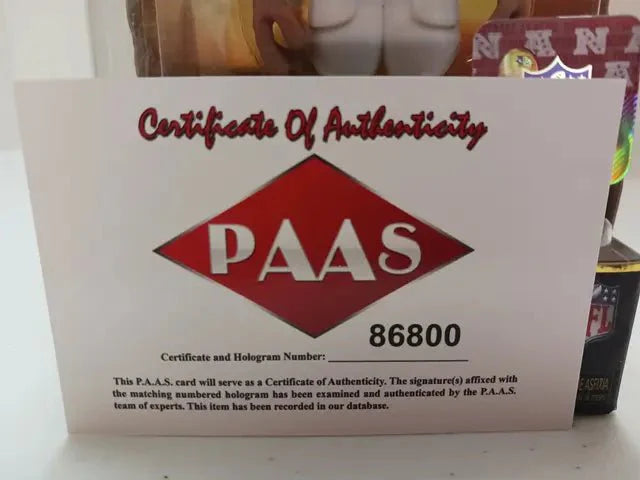 Certificate Of Authenticity
PAAS
86800
Certificate and Hologram Number:
This P.A.A.S. card will serve as a Certificate of Authenticity. The signature(s) affixed with
the matching numbered hologram has been examined and authenticated by the P.A.A.S.
team of experts. This item has been recorded in our database.